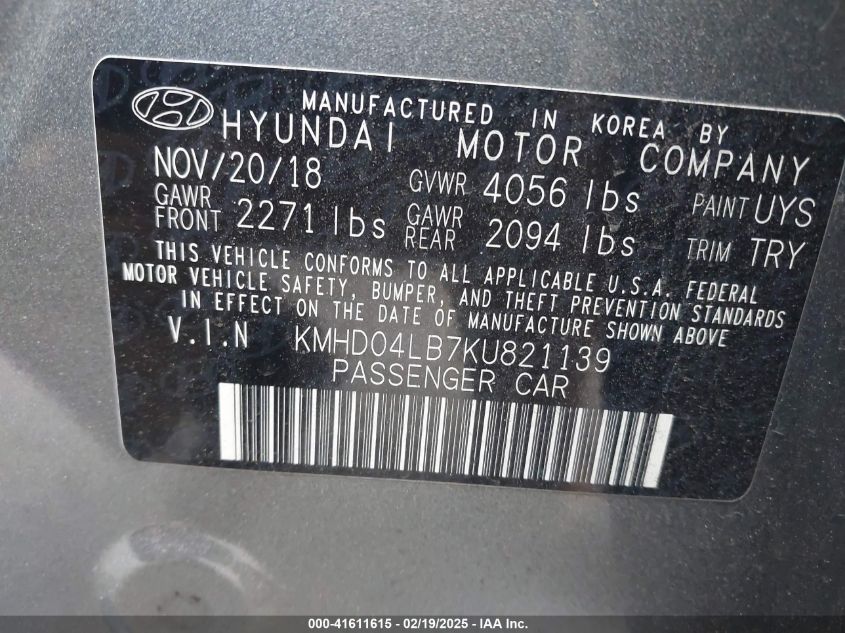 MANUFACTURED IN KOREA BY
HYUNDAI MOTOR COMPANY
NOV/20/18 GVWR 4056 lbs PAINT UYS
GAWR FRONT 2271 lbs GAWR REAR 2094 lbs TRIM TRY
THIS VEHICLE CONFORMS TO ALL APPLICABLE U.S.A. FEDERAL
MOTOR VEHICLE SAFETY, BUMPER, AND THEFT PREVENTION STANDARDS
IN EFFECT ON THE DATE OF MANUFACTURE SHOWN ABOVE
V.I.N KMHD04LB7KU821139
PASSENGER CAR
000-41611615 - 02/19/2025 - IAA Inc.